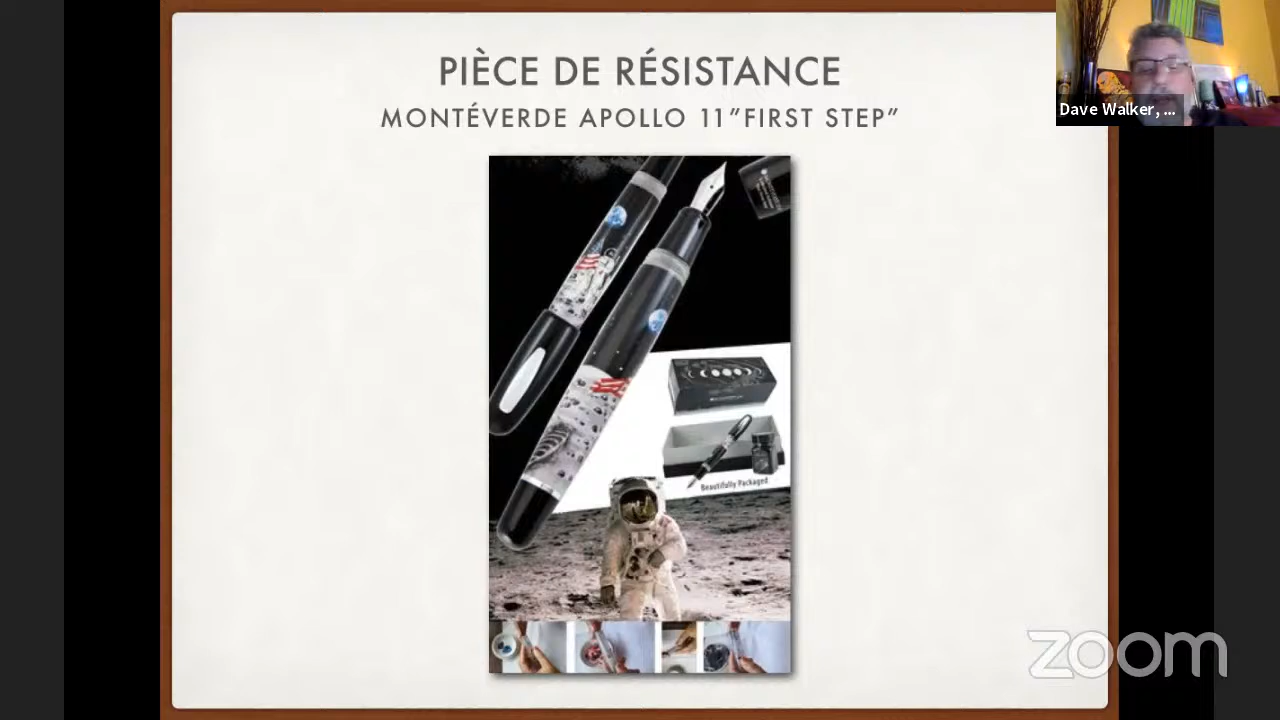 PIÈCE DE RÉSISTANCE
MONTÉVERDE APOLLO 11"FIRST STEP"
Dave Walker, ...
Beautifully Packaged
zoom